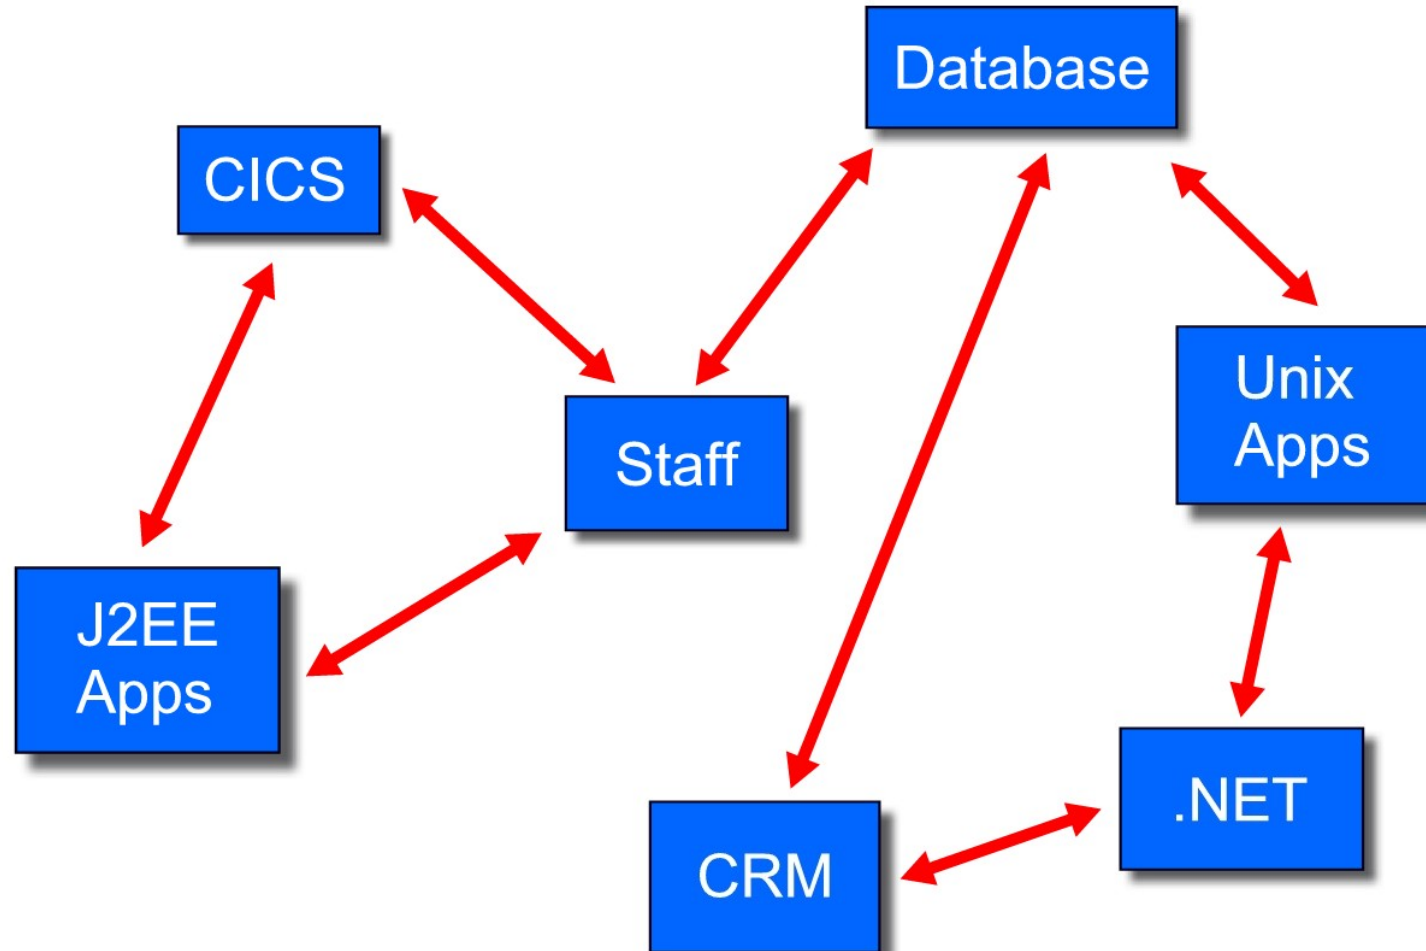 Database
CICS
Unix
Apps
Staff
J2EE
Apps
.NET
CRM